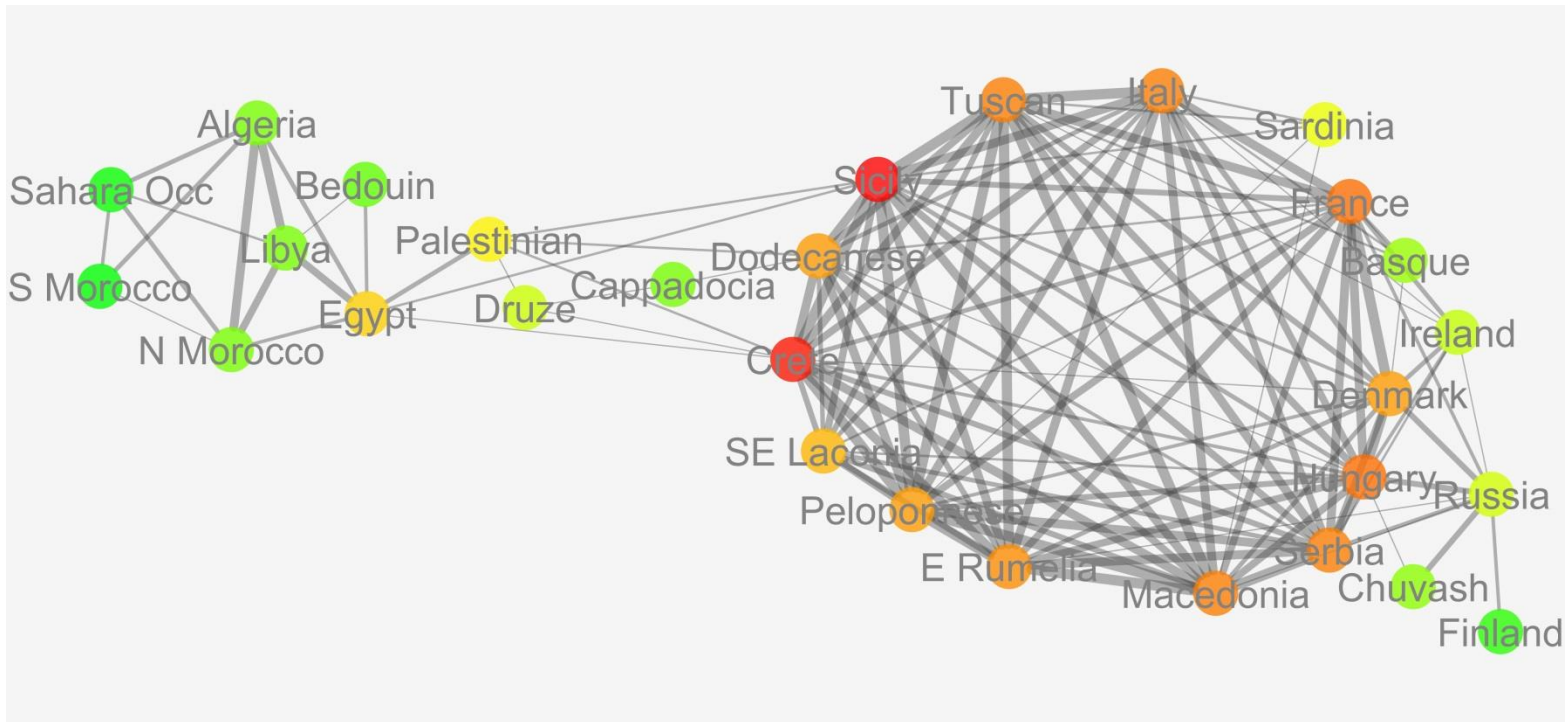 Tuscan
Italy
Algeria
Sardinia
Sahara Occ
Bedouin
Sicily
France
Libya
Palestinian
Dodecanese
Basque
S Morocco
Cappadocia
Egypt
Druze
Ireland
N Morocco
Crete
Denmark
SE Laconia
Hungary
Russia
Peloponnese
E Rumelia
Serbia
Macedonia
Chuvash
Finland